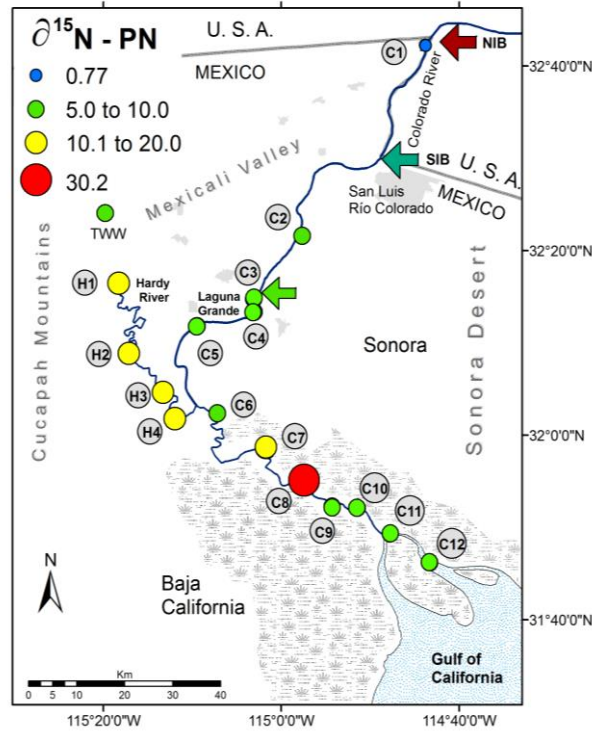 ∂15N - PN
0.77
5.0 to 10.0
10.1 to 20.0
30.2
TWW
U. S. A.
MEXICO
C1
NIB
Colorado River
32°40'0"N
SIB
U. S. A.
MEXICO
San Luis
Río Colorado
Mexicali Valley
C2
32°20'0"N
Cucapah Mountains
H1
Hardy
River
C3
Laguna
Grande
C4
C5
Sonora
Sonora Desert
H2
H3
H4
C6
32°0'0"N
C7
C8
C9
C10
C11
C12
N
Baja
California
31°40'0"N
Gulf of
California
Km
0 5 10 20 30 40
115°20'0"W
115°0'0"W
114°40'0"W